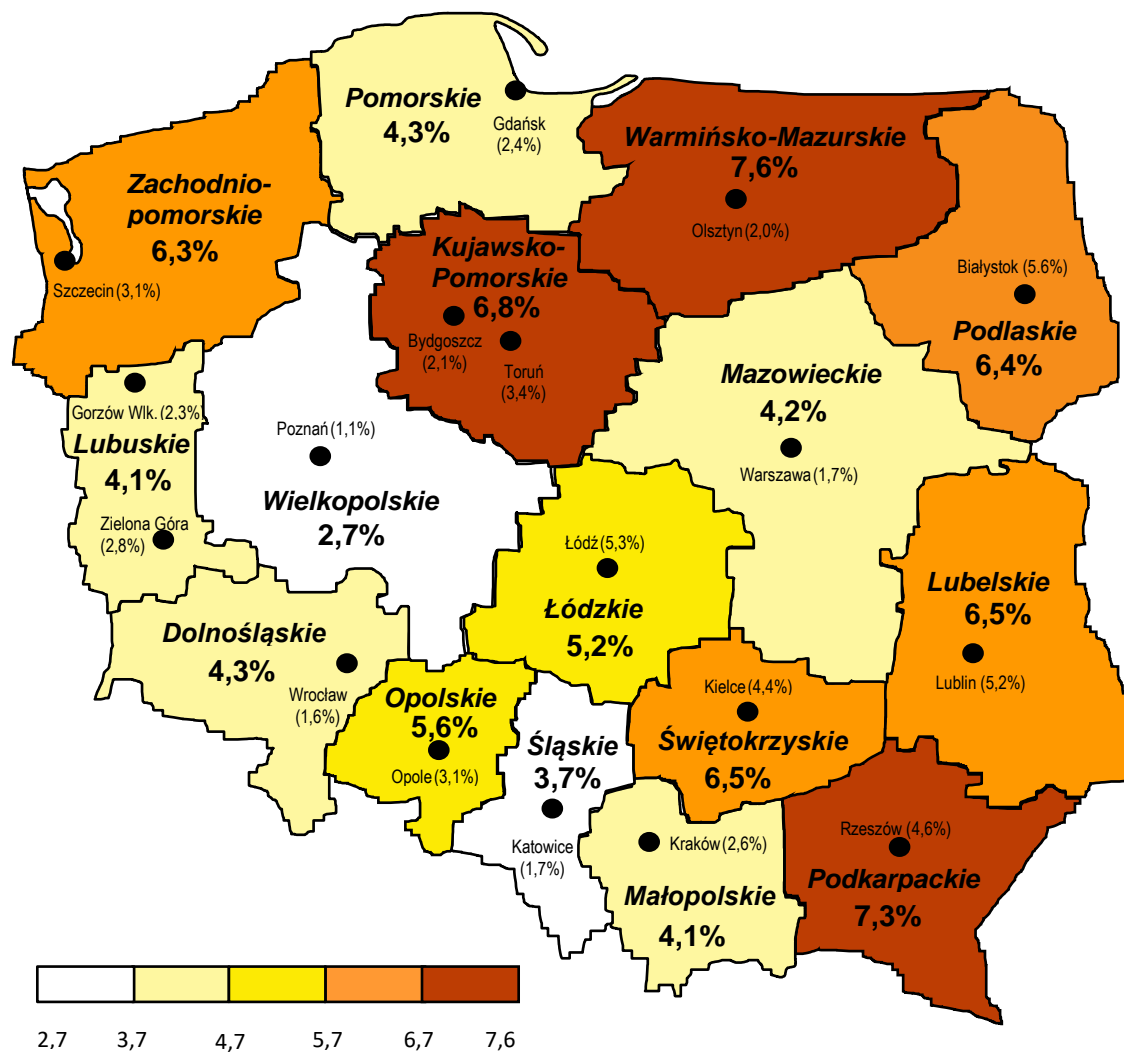 Pomorskie
4,3%
Gdańsk
(2,4%)
Warmińsko-Mazurskie
7,6%
Olsztyn (2,0%)
Zachodnio-
pomorskie
6,3%
Szczecin (3,1%)
Kujawsko-
Pomorskie
6,8%
Bydgoszcz
(2,1%)
Toruń
(3,4%)
Białystok (5.6%)
Podlaskie
6,4%
Mazowieckie
4,2%
Warszawa (1,7%)
Gorzów Wlk. (2,3%
Lubuskie
4,1%
Zielona Góra
(2,8%)
Poznań (1,1%)
Wielkopolskie
2,7%
Łódź (5,3%)
Łódzkie
5,2%
Lubelskie
6,5%
Lublin (5,2%)
Dolnośląskie
4,3%
Wrocław
(1,6%)
Opolskie
5,6%
Opole (3,1%)
Śląskie
3,7%
Katowice
(1,7%)
Kielce (4,4%)
Świętokrzyskie
6,5%
Kraków (2,6%)
Małopolskie
4,1%
Rzeszów (4,6%)
Podkarpackie
7,3%
2,7 3,7 4,7 5,7 6,7 7,6